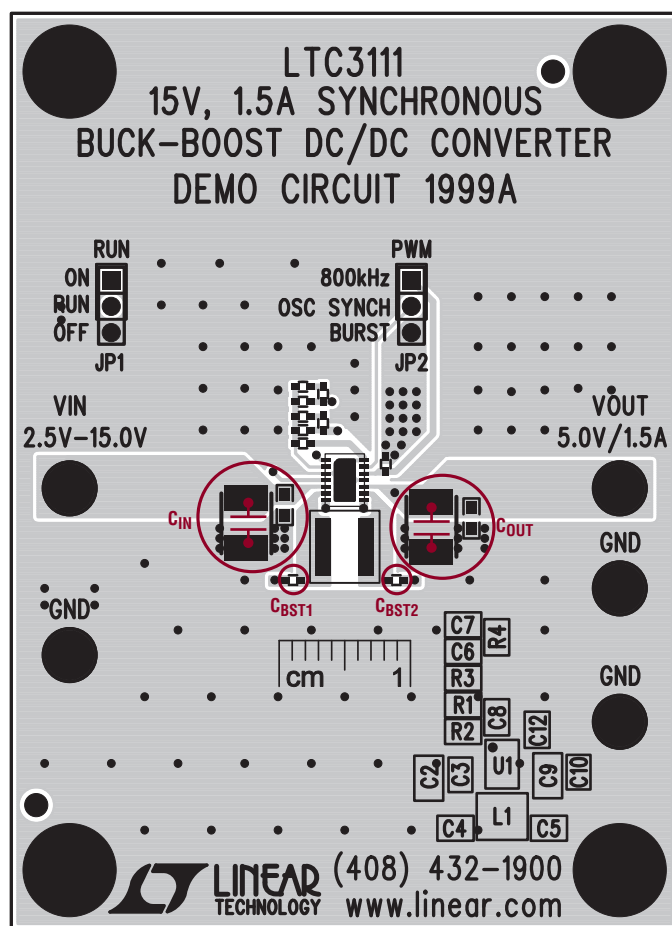 LTC3111
15V, 1.5A SYNCHRONOUS
BUCK-BOOST DC/DC CONVERTER
DEMO CIRCUIT 1999A
RUN
ON
RUN
OFF
JP1
PWM
800kHz
OSC SYNCH
BURST
JP2
VIN
2.5V-15.0V
VOUT
5.0V/1.5A
CIN
COUT
CBST1
CBST2
GND
GND
GND
cm 1
C7
R4
C6
R3
R1
C8
R2
C12
U1
C2
C3
C9
C10
L1
C4
C5
LINEAR
TECHNOLOGY
(408) 432-1900
www.linear.com